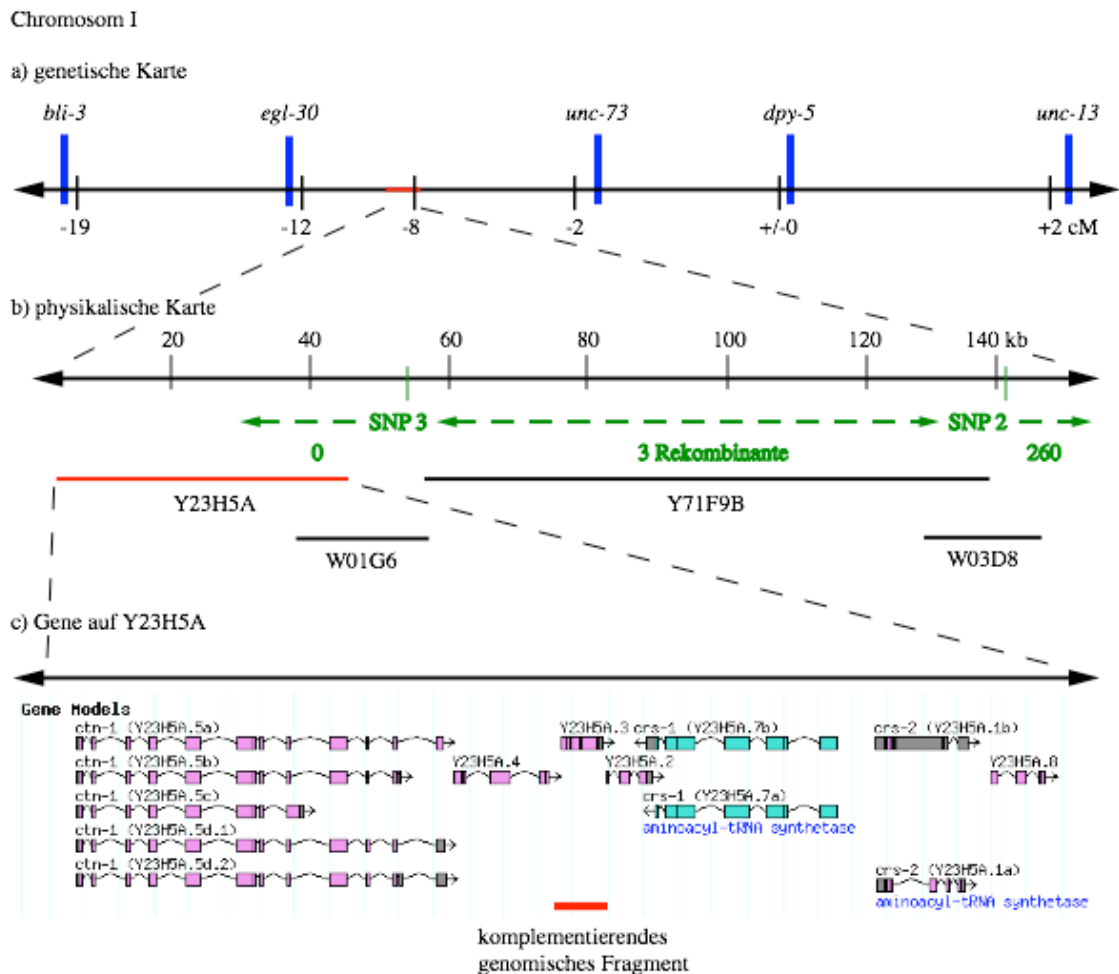 Chromosom I
a) genetische Karte
bli-3 egl-30 unc-73 dpy-5 unc-13
-19 -12 -8 -2 +/-0 +2 cM
b) physikalische Karte
20 40 60 80 100 120 140 kb
SNP 3 SNP 2
0 3 Rekombinante 260
Y23H5A Y71F9B
W01G6 W03D8
c) Gene auf Y23H5A
Gene Models
ctn-1 (Y23H5A.5a) Y23H5A.3 crs-1 (Y23H5A.7b) crs-2 (Y23H5A.1b)
ctn-1 (Y23H5A.5b) Y23H5A.4 Y23H5A.2 Y23H5A.8
ctn-1 (Y23H5A.5c) crs-1 (Y23H5A.7a)
aminoacyl-tRNA synthetase
ctn-1 (Y23H5A.5d.1)
ctn-1 (Y23H5A.5d.2) crs-2 (Y23H5A.1a)
aminoacyl-tRNA synthetase
komplementierendes
genomisches Fragment